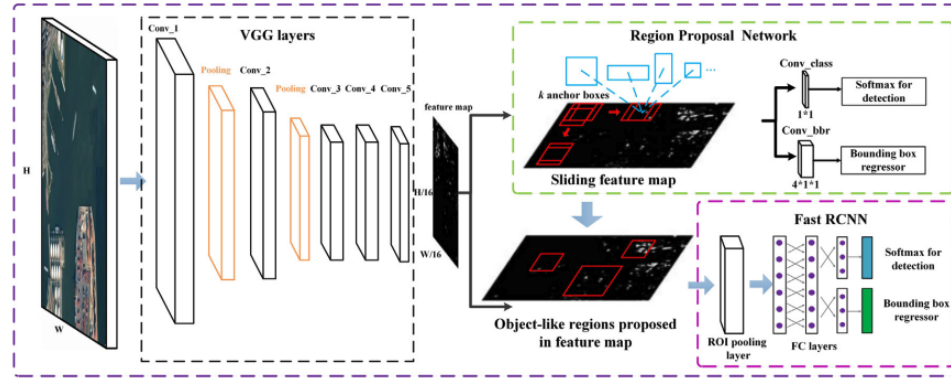 VGG layers
Conv_1
Pooling
Conv_2
Pooling
Conv_3
Conv_4
Conv_5
H
W
feature map
H/16
W/16
Region Proposal Network
k anchor boxes
...
Sliding feature map
Conv_class
1*1
Softmax for
detection
Conv_bbr
4*1*1
Bounding box
regressor
Object-like regions proposed
in feature map
Fast RCNN
ROI pooling
layer
FC layers
Softmax for
detection
Bounding box
regressor